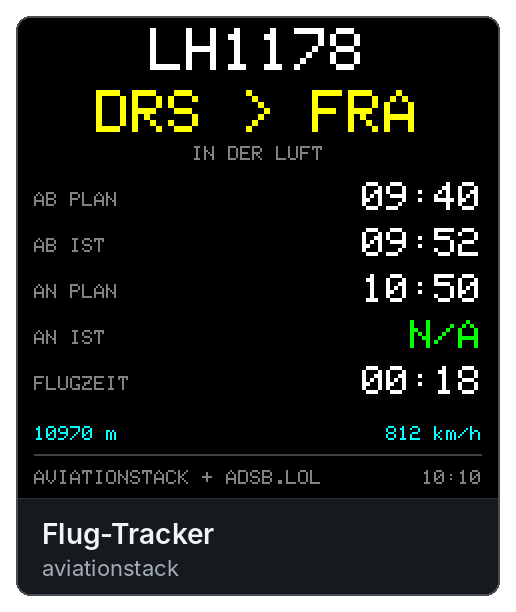 LH1178
DRS > FRA
IN DER LUFT
AB PLAN 09:40
AB IST 09:52
AN PLAN 10:50
AN IST N/A
FLUGZEIT 00:18
10970 m 812 km/h
AVIATIONSTACK + ADSB.LOL 10:10
Flug-Tracker
aviationstack